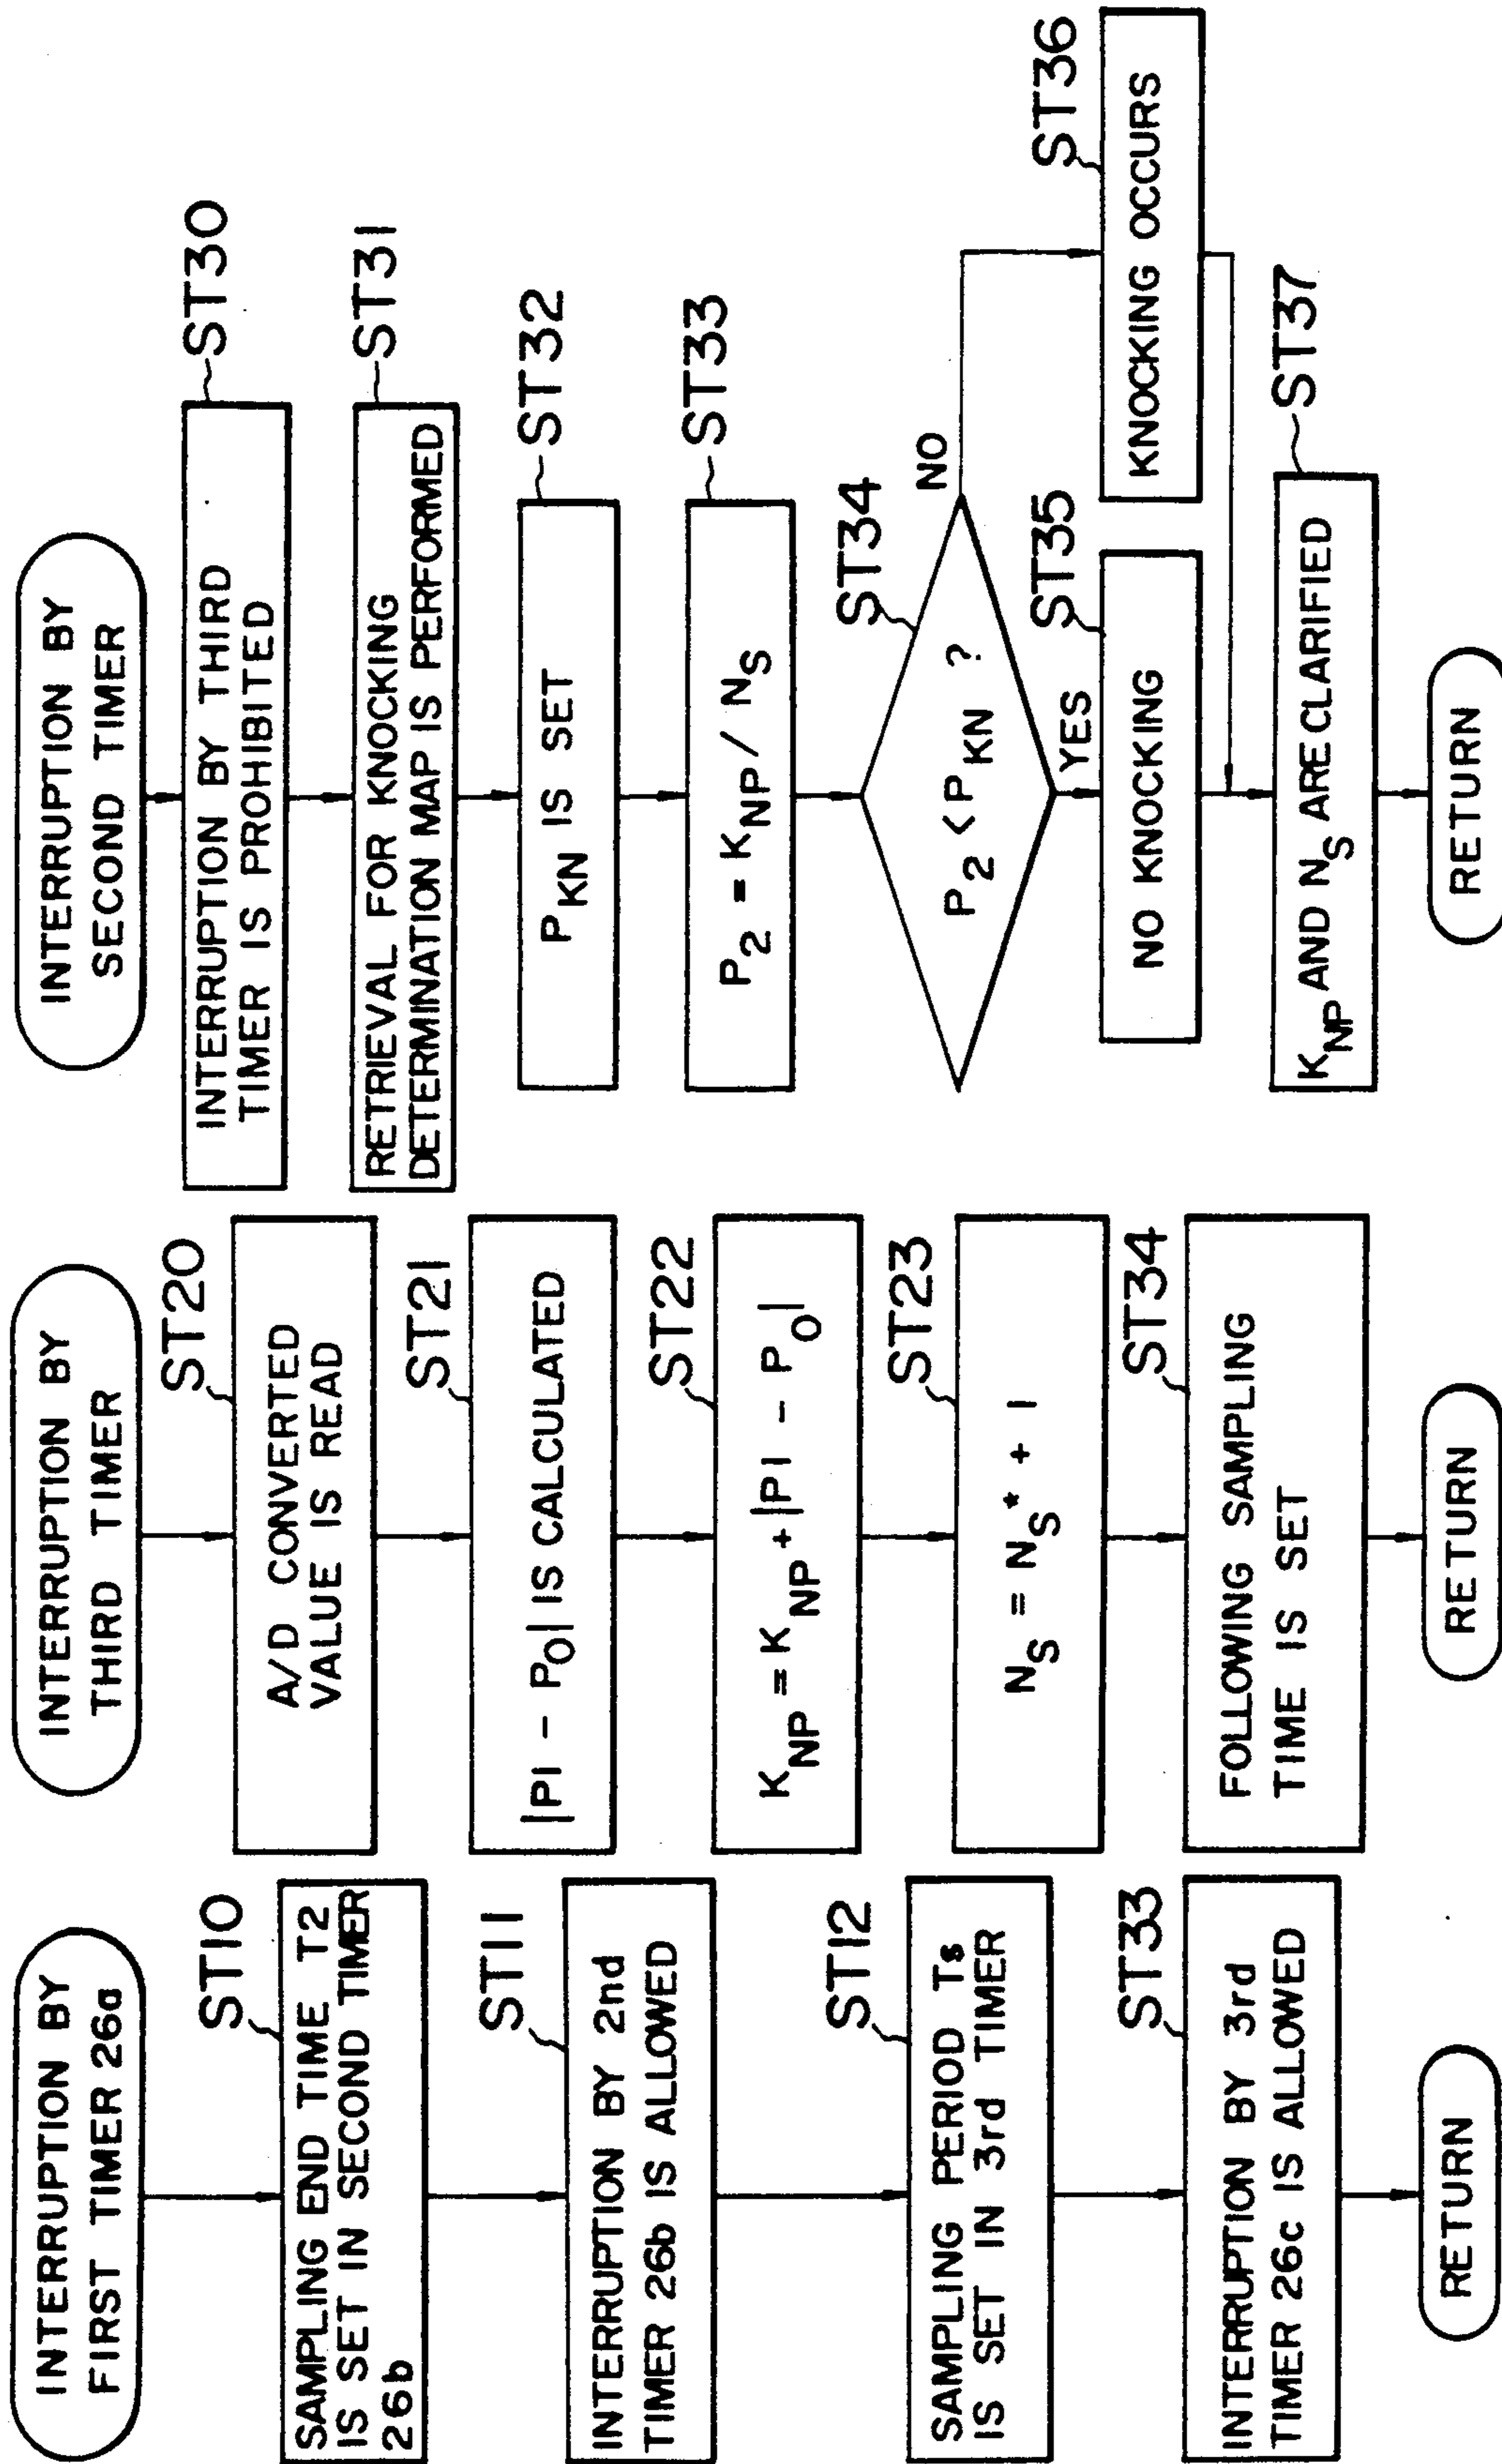 INTERRUPTION BY
FIRST TIMER 26a
ST10
SAMPLING END TIME T2
IS SET IN SECOND TIMER
26b
ST11
INTERRUPTION BY 2nd
TIMER 26b IS ALLOWED
ST12
SAMPLING PERIOD Ts
IS SET IN 3rd TIMER
ST33
INTERRUPTION BY 3rd
TIMER 26c IS ALLOWED
RETURN
INTERRUPTION BY
THIRD TIMER
ST20
A/D CONVERTED
VALUE IS READ
ST21
|PI - P0| IS CALCULATED
ST22
KNP = KNP + |PI - P0|
ST23
NS = NS* + 1
ST34
FOLLOWING SAMPLING
TIME IS SET
RETURN
INTERRUPTION BY
SECOND TIMER
ST30
INTERRUPTION BY THIRD
TIMER IS PROHIBITED
ST31
RETRIEVAL FOR KNOCKING
DETERMINATION MAP IS PERFORMED
ST32
PKN IS SET
ST33
P2 = KNP / NS
ST34
P2 < PKN ?
NO
YES
ST35
NO KNOCKING
ST36
KNOCKING OCCURS
ST37
KNP AND NS ARE CLARIFIED
RETURN